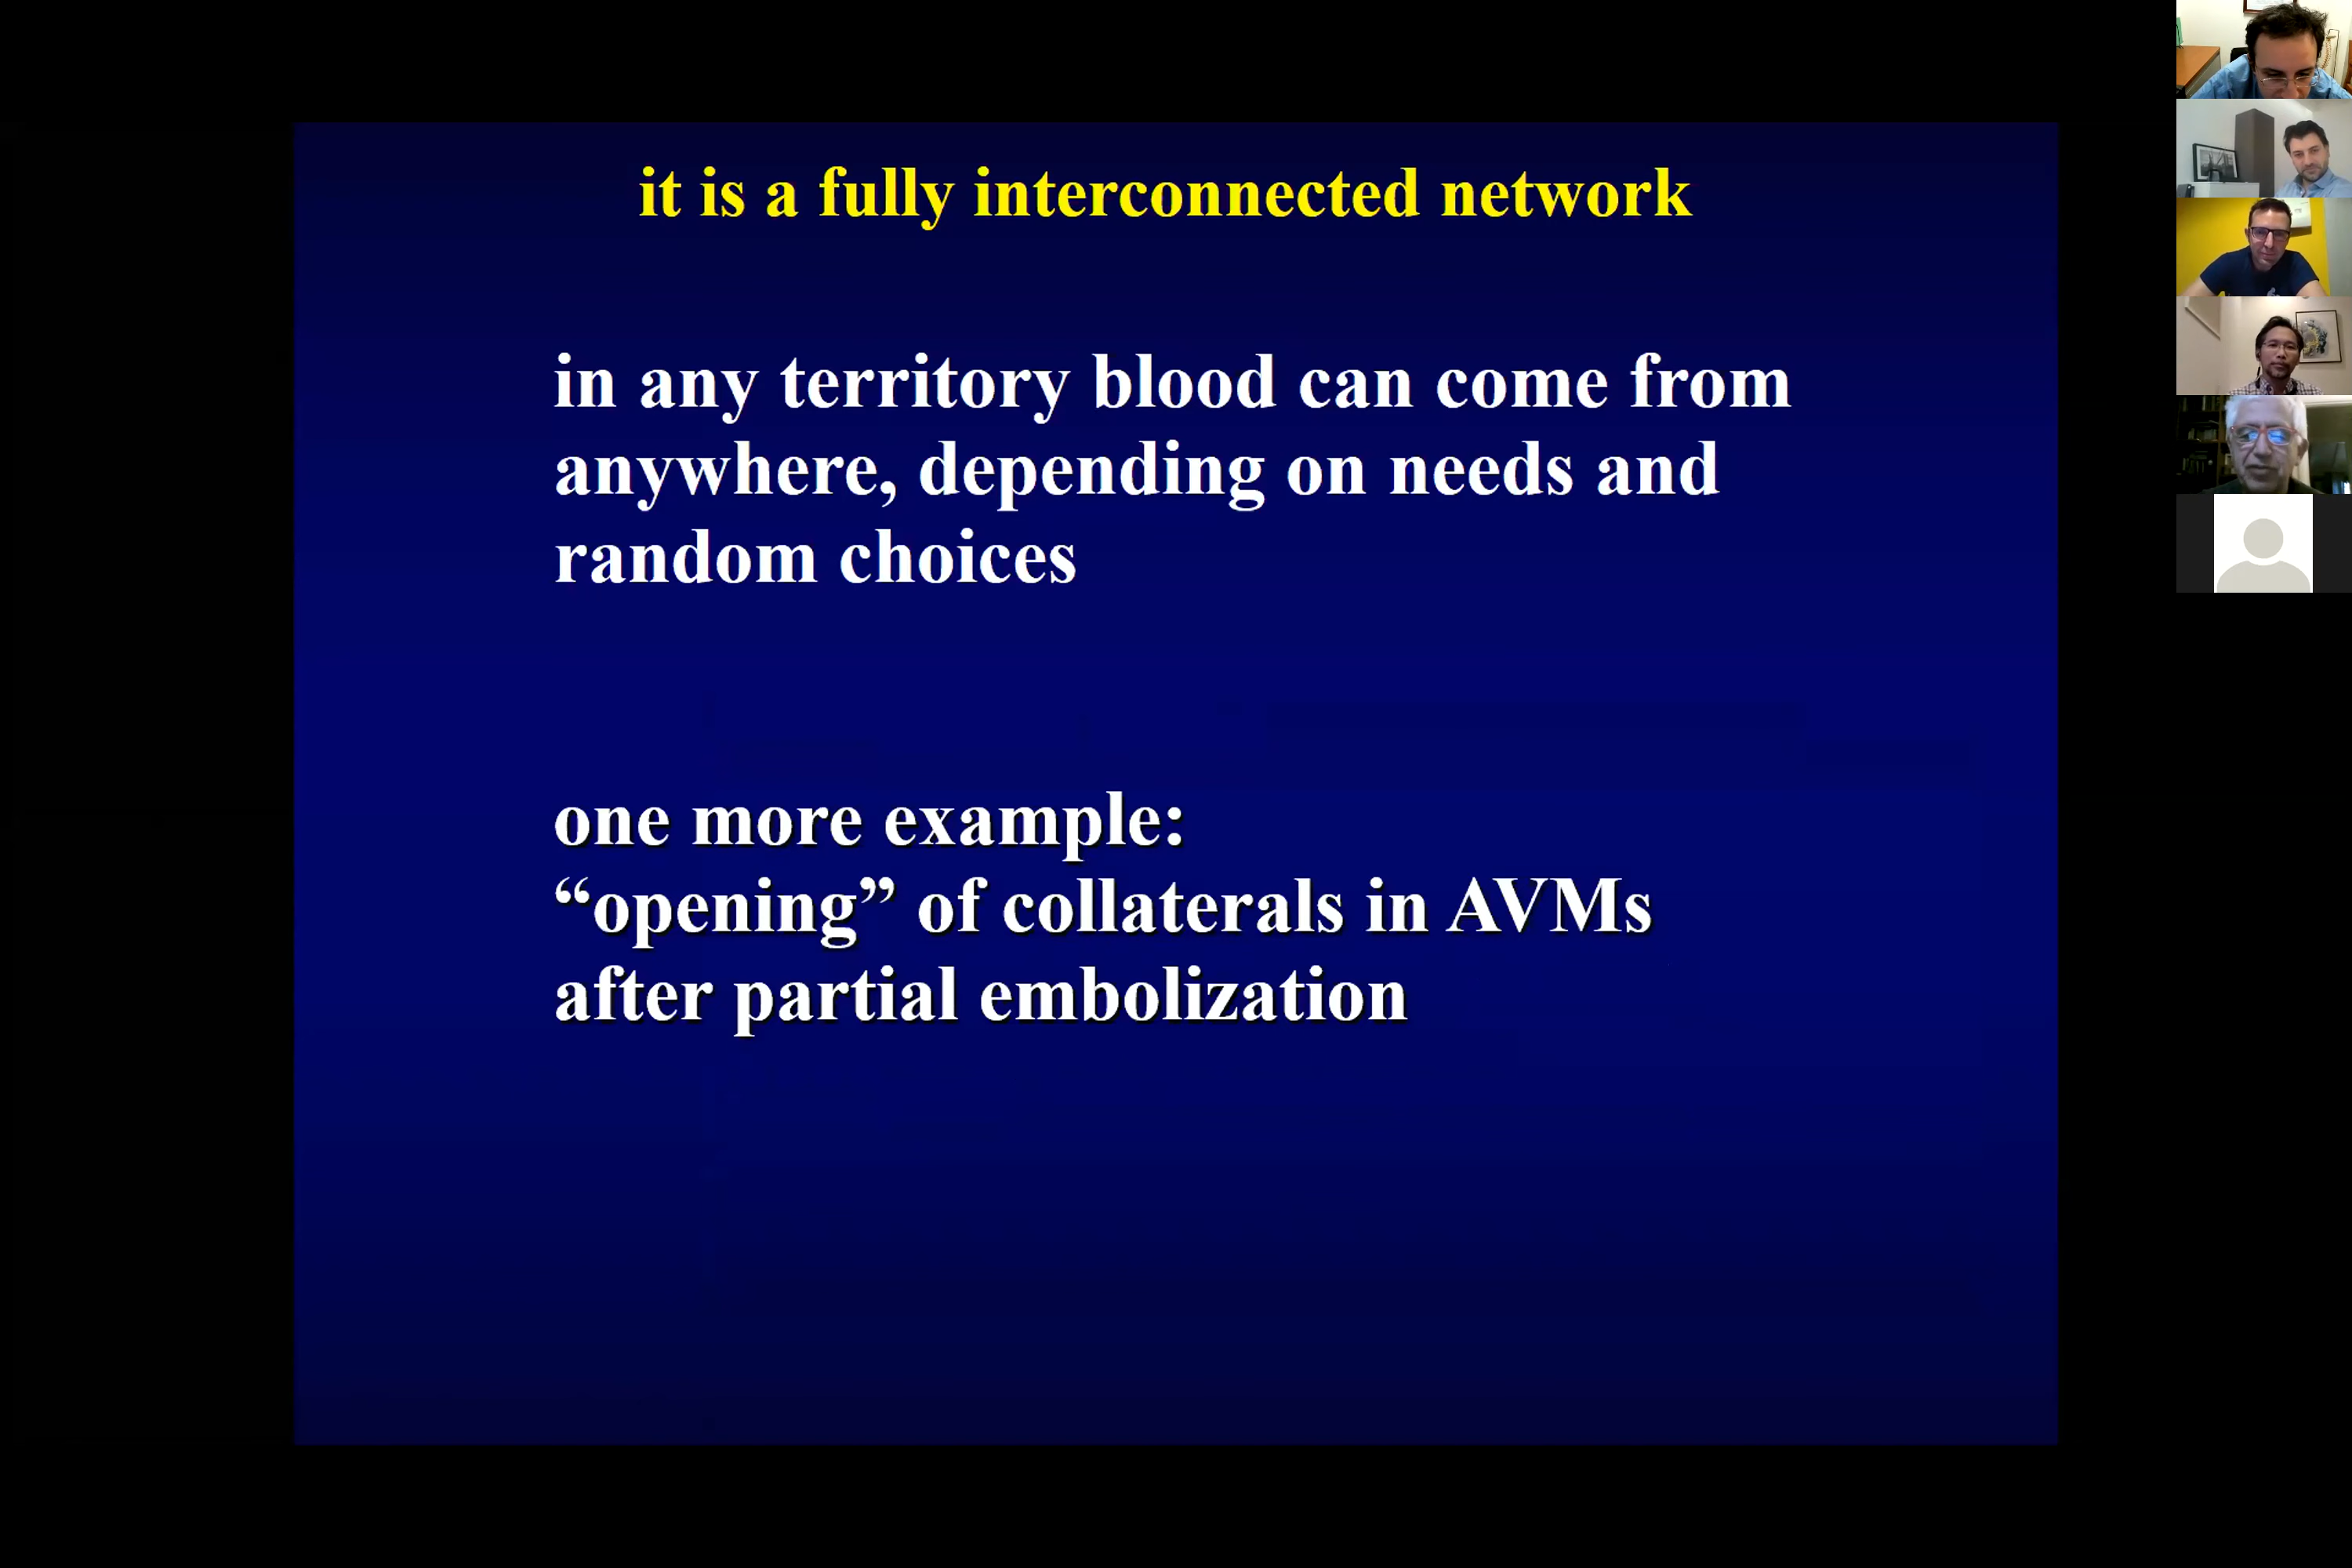 it is a fully interconnected network
in any territory blood can come from
anywhere, depending on needs and
random choices
one more example:
“opening” of collaterals in AVMs
after partial embolization